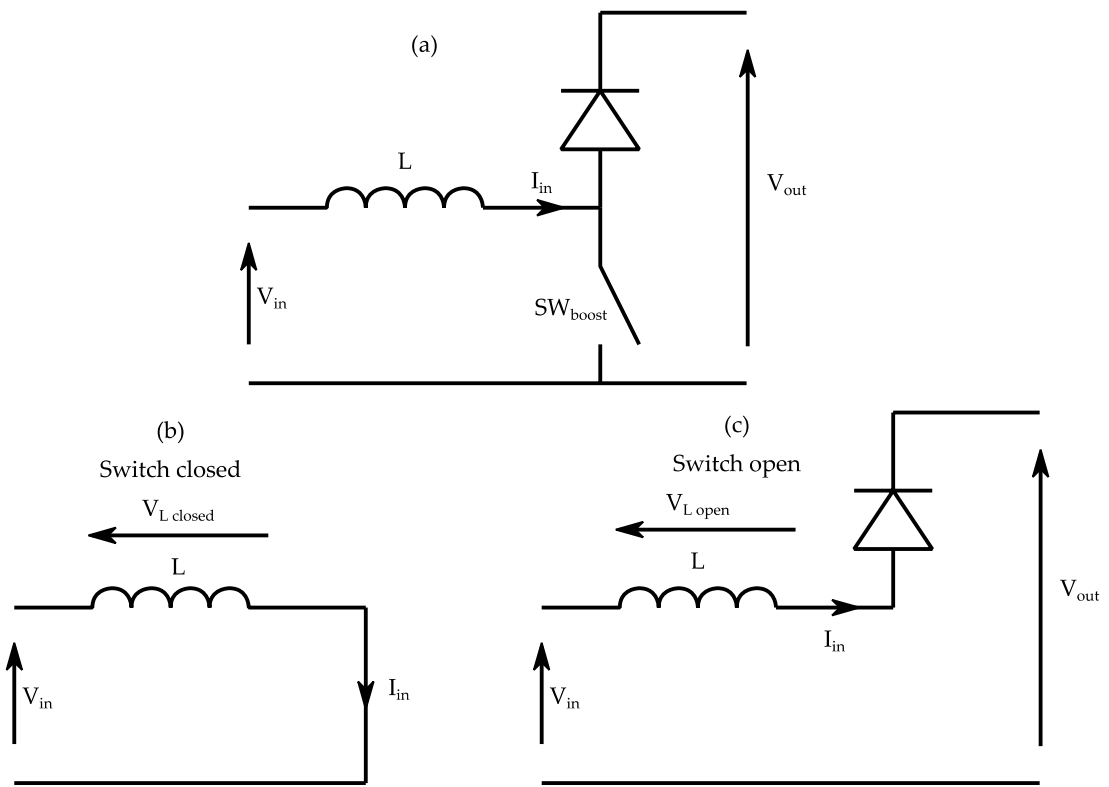 (a)
L
I_in
V_out
V_in
SW_boost
(b)
Switch closed
V_L closed
L
V_in
I_in
(c)
Switch open
V_L open
L
I_in
V_in
V_out